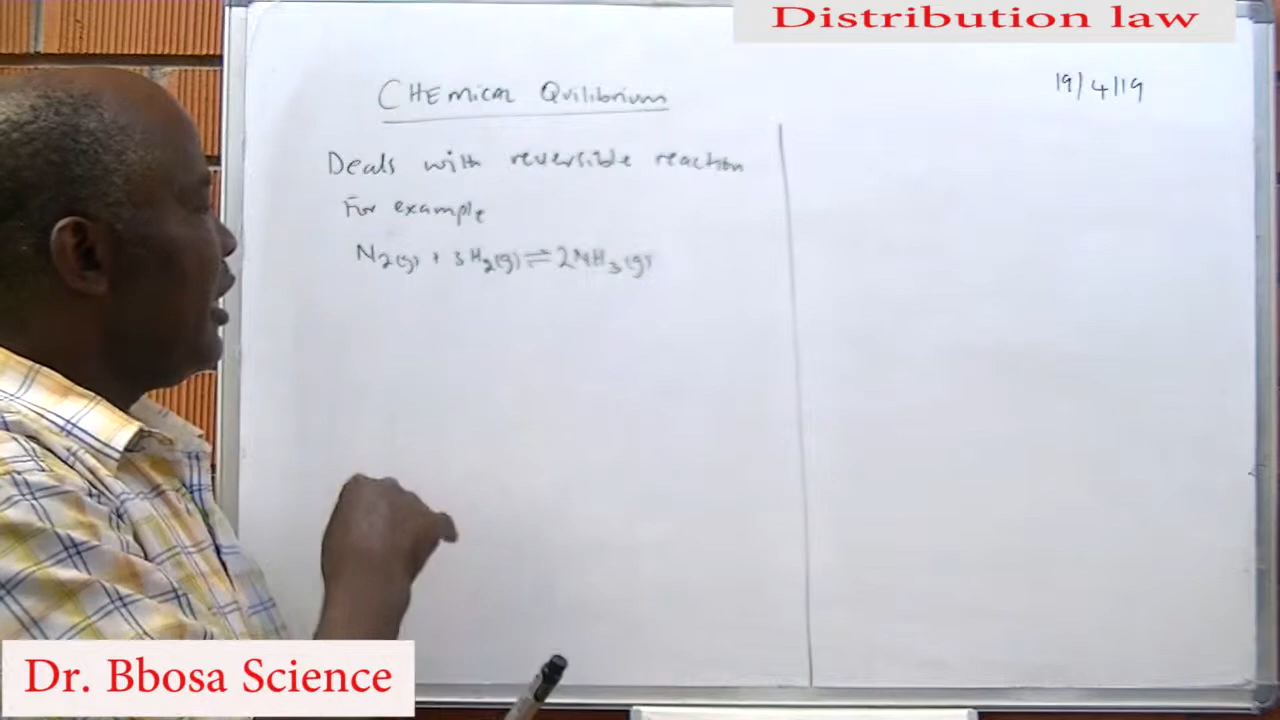 Distribution law
19/4/19
CHEMICAL QUILIBRIUM
Deals with reversible reaction
For example
N2(g) + 3H2(g) ⇌ 2NH3(g)
Dr. Bbosa Science